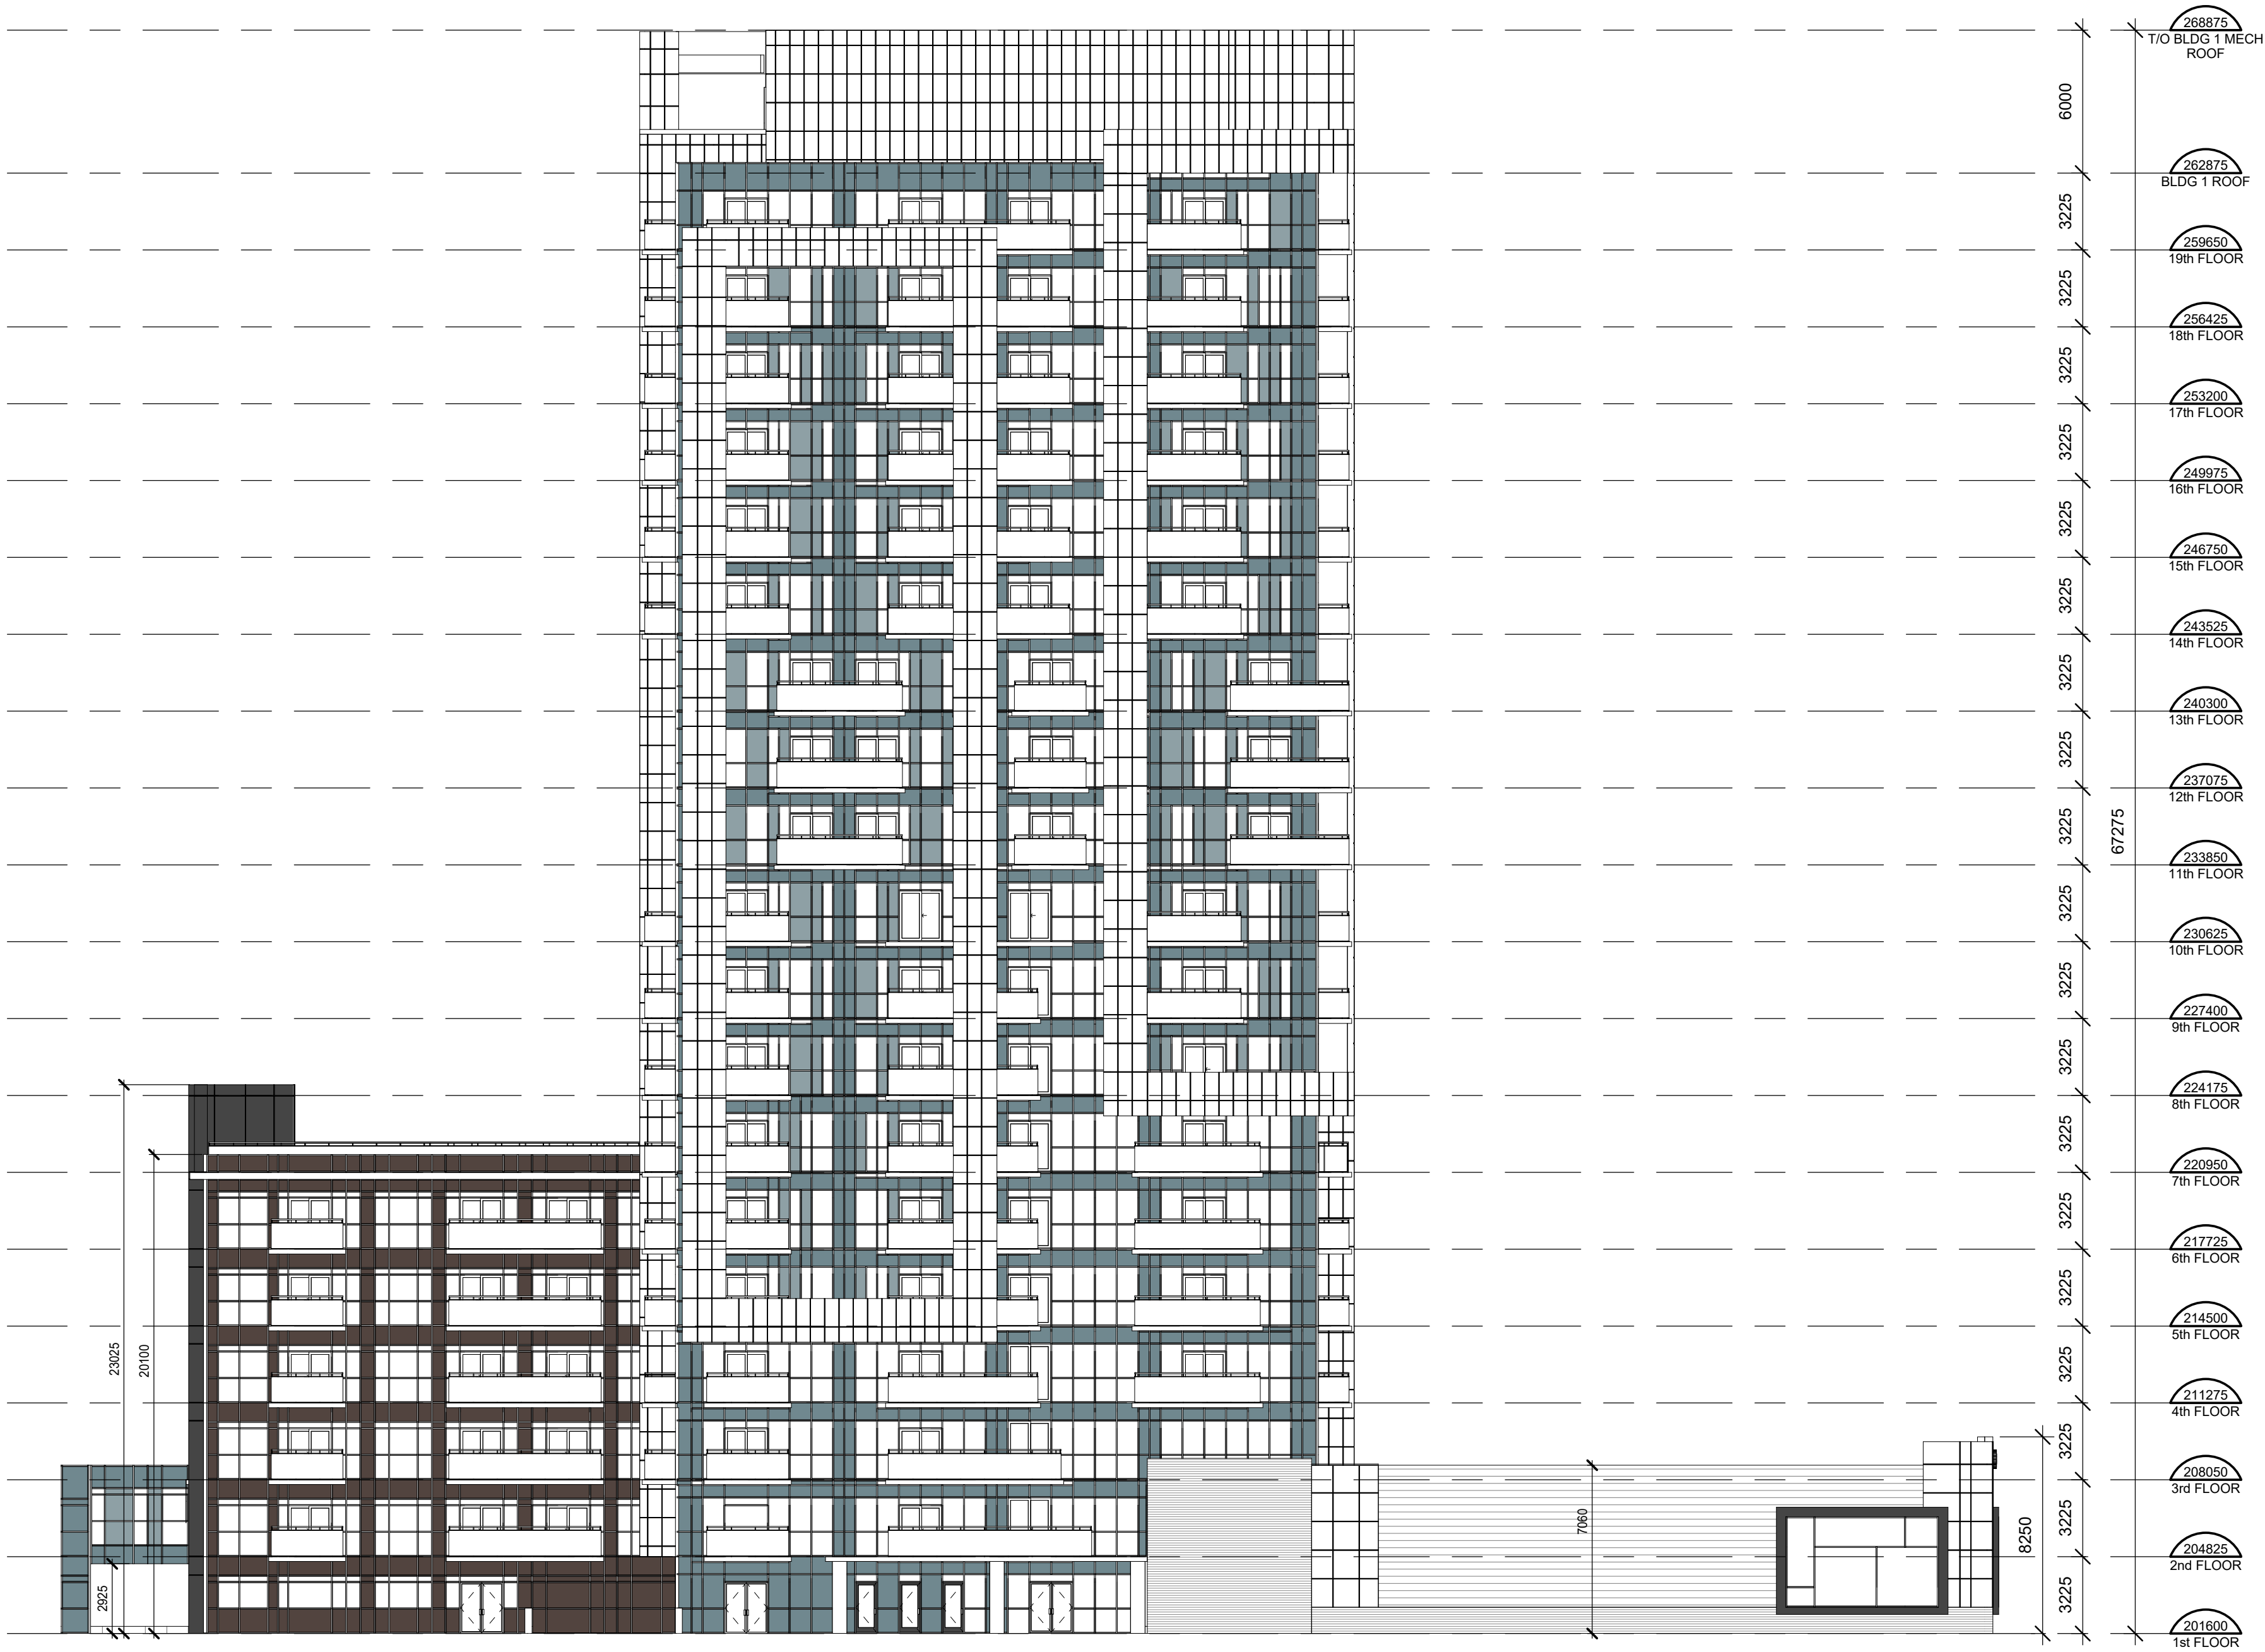 268875
T/O BLDG 1 MECH
ROOF
6000
262875
BLDG 1 ROOF
3225
259650
19th FLOOR
3225
256425
18th FLOOR
3225
253200
17th FLOOR
3225
249975
16th FLOOR
3225
246750
15th FLOOR
3225
243525
14th FLOOR
3225
240300
13th FLOOR
3225
237075
12th FLOOR
3225
67275
233850
11th FLOOR
3225
230625
10th FLOOR
3225
227400
9th FLOOR
3225
224175
8th FLOOR
3225
220950
7th FLOOR
3225
217725
6th FLOOR
3225
214500
5th FLOOR
23025
20100
3225
211275
4th FLOOR
3225
208050
3rd FLOOR
7060
8250
3225
204825
2nd FLOOR
2925
3225
201600
1st FLOOR